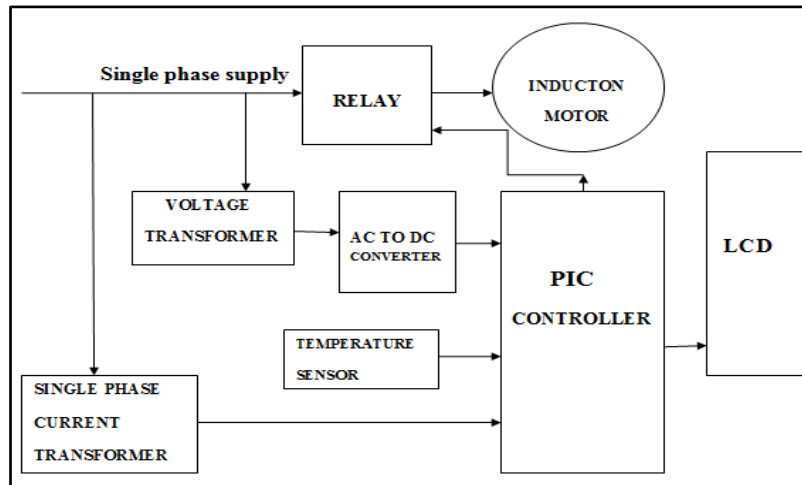 Single phase supply
RELAY
INDUCTON
MOTOR
VOLTAGE
TRANSFORMER
AC TO DC
CONVERTER
PIC
CONTROLLER
LCD
TEMPERATURE
SENSOR
SINGLE PHASE
CURRENT
TRANSFORMER